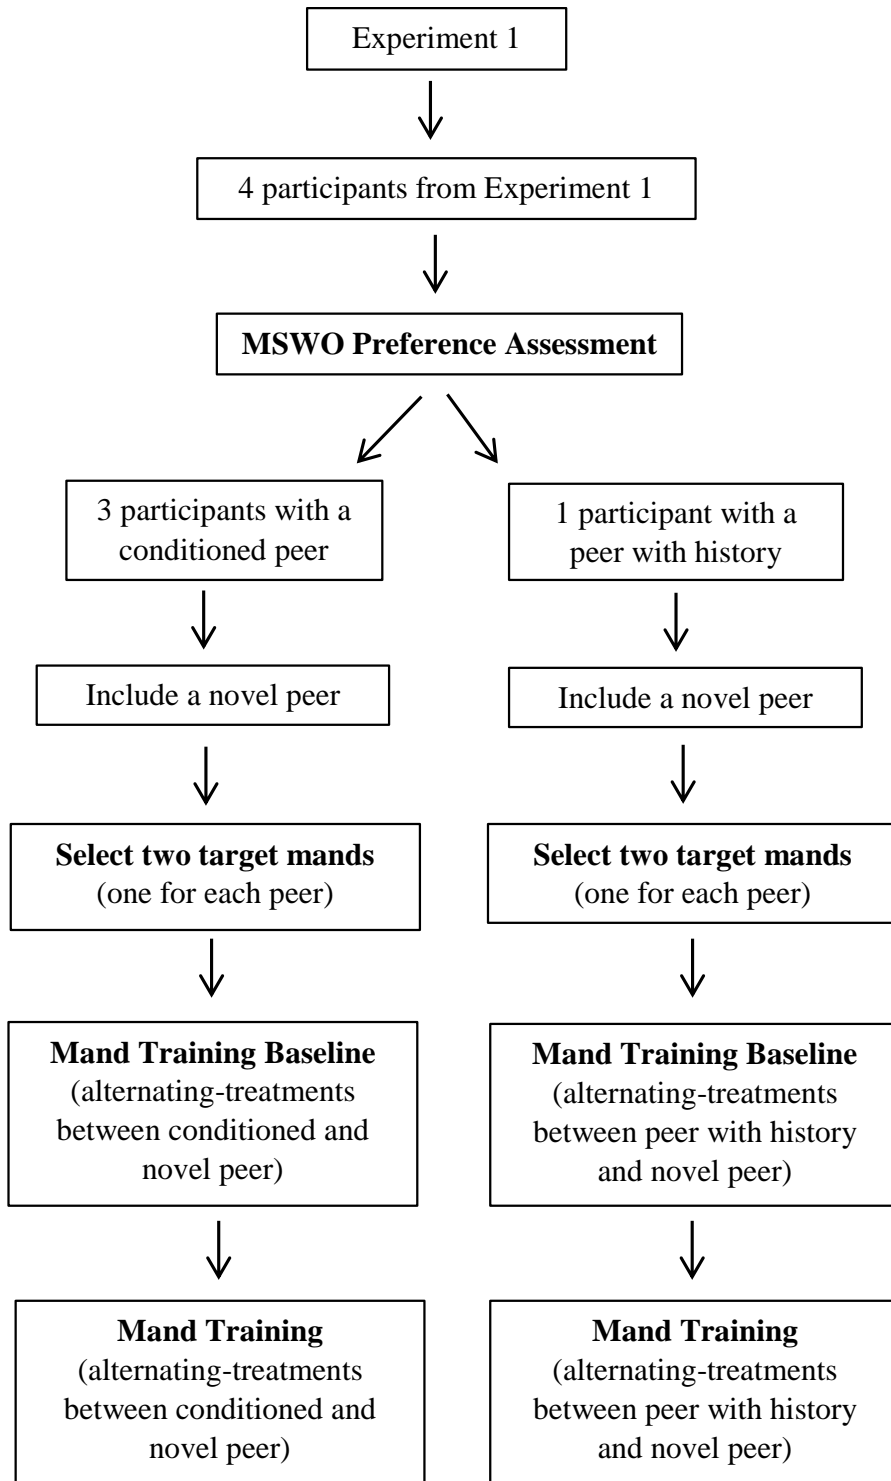 Experiment 1
4 participants from Experiment 1
MSWO Preference Assessment
3 participants with a
conditioned peer
1 participant with a
peer with history
Include a novel peer
Include a novel peer
Select two target mands
(one for each peer)
Select two target mands
(one for each peer)
Mand Training Baseline
(alternating-treatments
between conditioned and
novel peer)
Mand Training Baseline
(alternating-treatments
between peer with history
and novel peer)
Mand Training
(alternating-treatments
between conditioned and
novel peer)
Mand Training
(alternating-treatments
between peer with history
and novel peer)